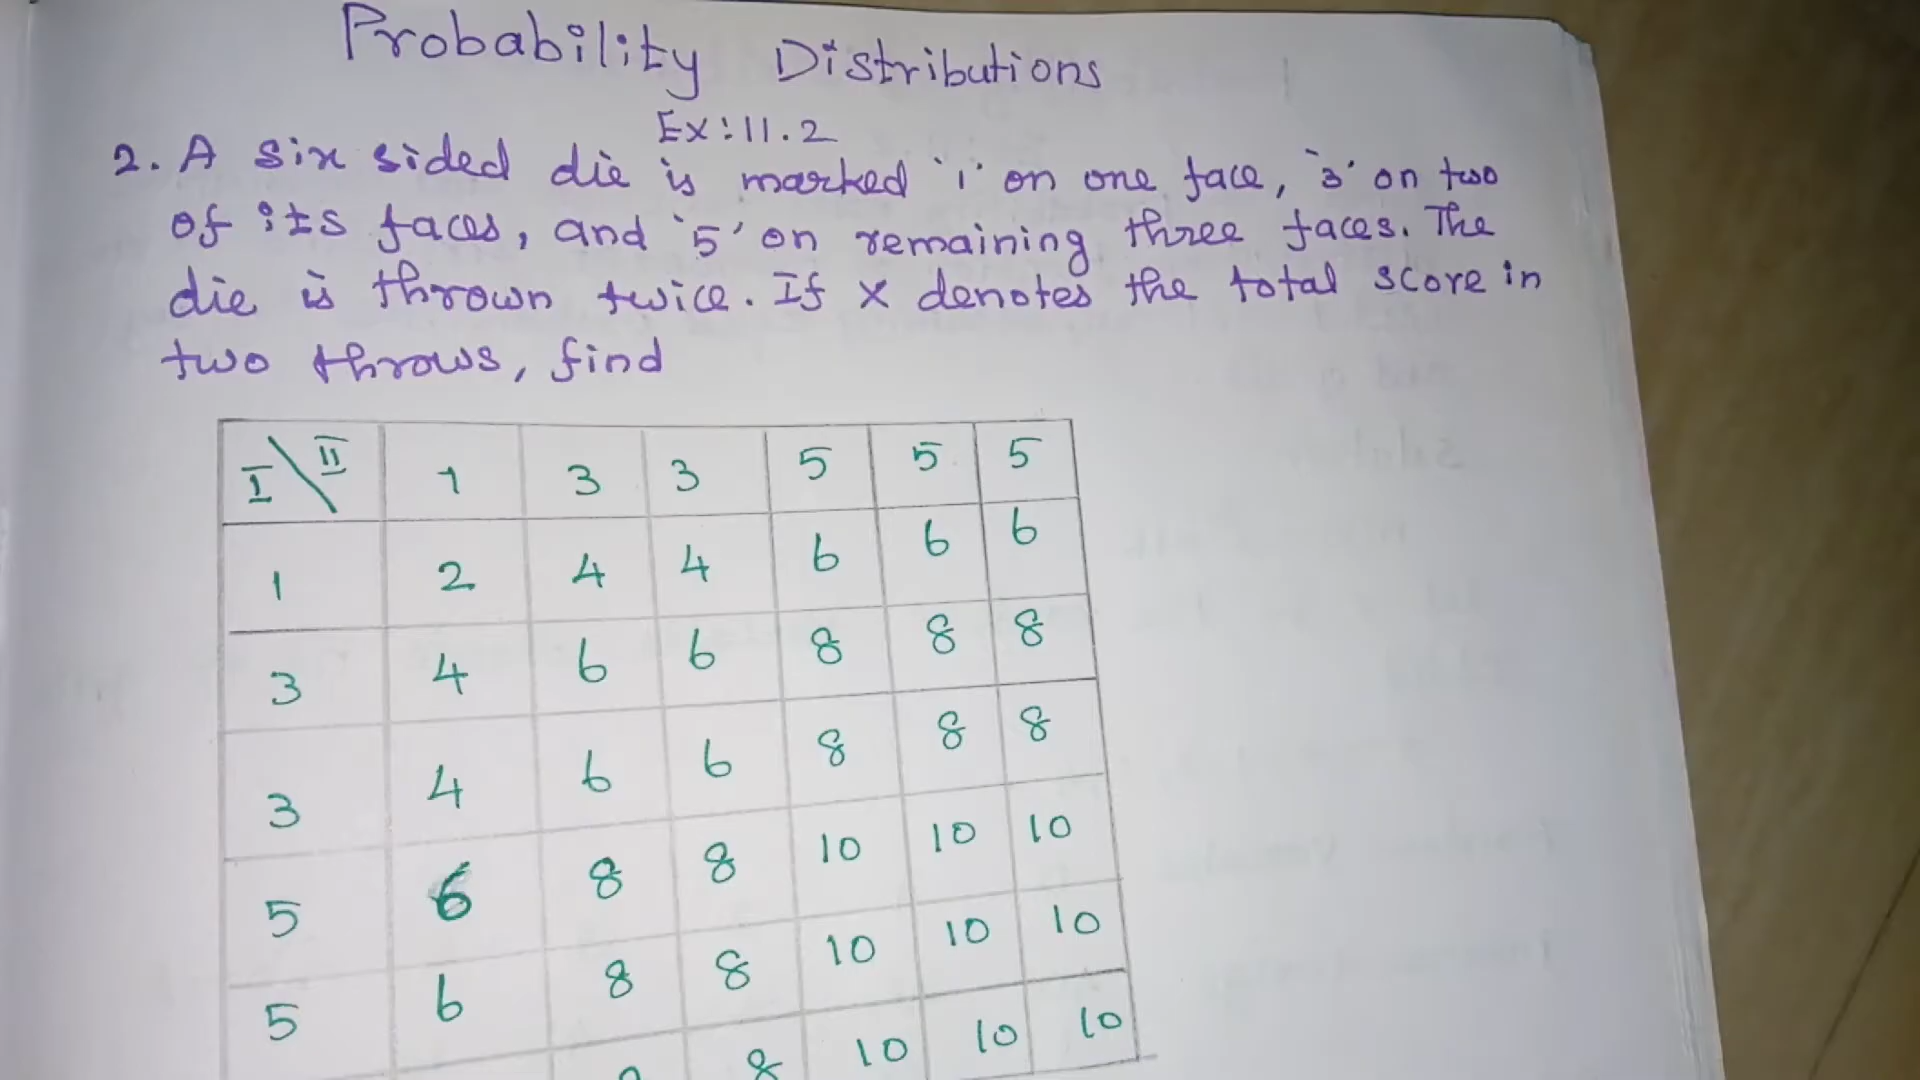 Probability Distributions
Ex:11.2
2. A six sided die is marked '1' on one face, '3' on two
of its faces, and '5' on remaining three faces. The
die is thrown twice. If X denotes the total score in
two throws, find
I \ II 1 3 3 5 5 5
1 2 4 4 6 6 6
3 4 6 6 8 8 8
3 4 6 6 8 8 8
5 6 8 8 10 10 10
5 6 8 8 10 10 10
8 10 10 10